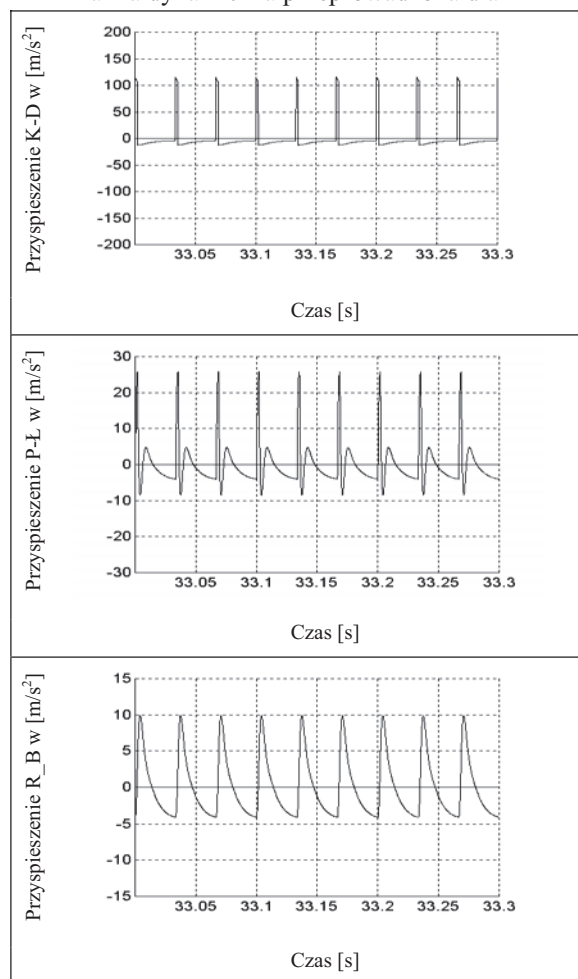 Przyspieszenie K-D w [m/s²]
200
150
100
50
0
-50
-100
-150
-200
33.05 33.1 33.15 33.2 33.25 33.3
Czas [s]
Przyspieszenie P-Ł w [m/s²]
30
20
10
0
-10
-20
-30
33.05 33.1 33.15 33.2 33.25 33.3
Czas [s]
Przyspieszenie R_B w [m/s²]
15
10
5
0
-5
-10
-15
33.05 33.1 33.15 33.2 33.25 33.3
Czas [s]